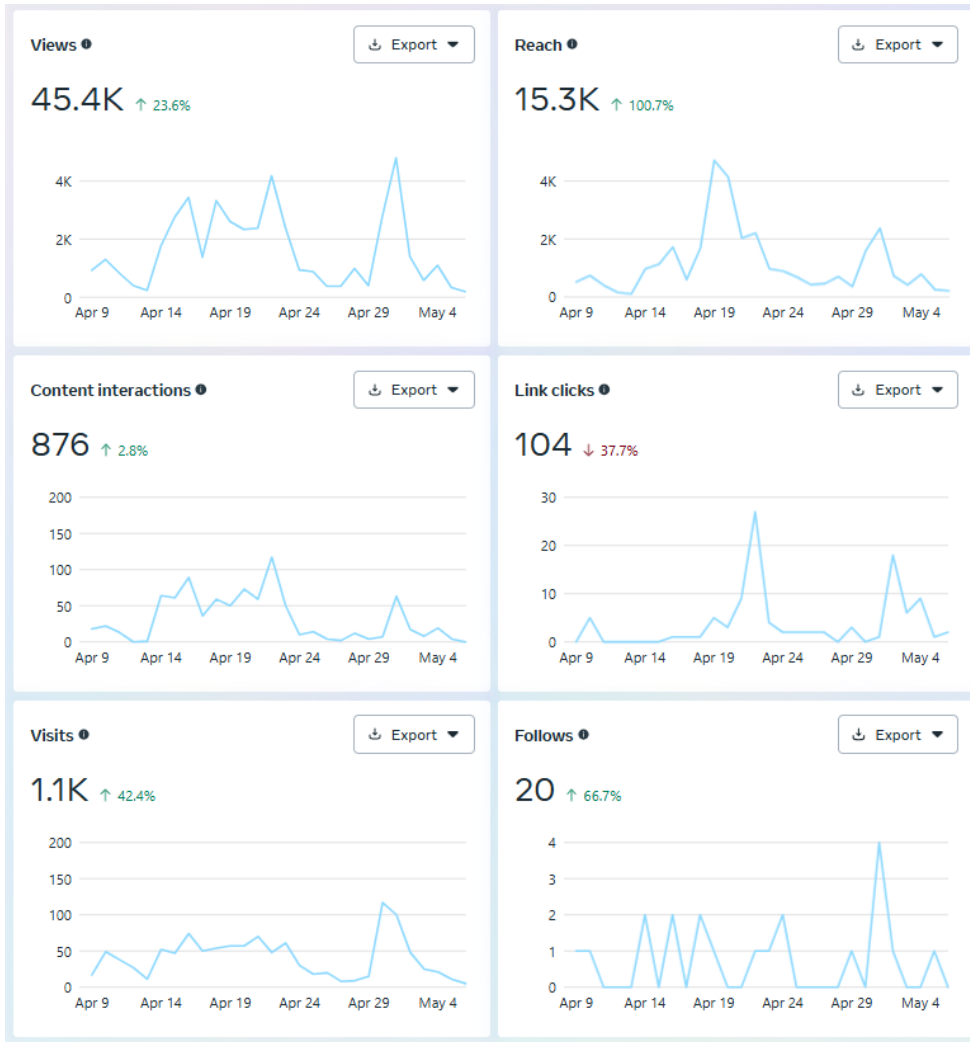 Views
Export
45.4K ↑ 23.6%
4K
2K
0
Apr 9 Apr 14 Apr 19 Apr 24 Apr 29 May 4
Reach
Export
15.3K ↑ 100.7%
4K
2K
0
Apr 9 Apr 14 Apr 19 Apr 24 Apr 29 May 4
Content interactions
Export
876 ↑ 2.8%
200
150
100
50
0
Apr 9 Apr 14 Apr 19 Apr 24 Apr 29 May 4
Link clicks
Export
104 ↓ 37.7%
30
20
10
0
Apr 9 Apr 14 Apr 19 Apr 24 Apr 29 May 4
Visits
Export
1.1K ↑ 42.4%
200
150
100
50
0
Apr 9 Apr 14 Apr 19 Apr 24 Apr 29 May 4
Follows
Export
20 ↑ 66.7%
4
3
2
1
0
Apr 9 Apr 14 Apr 19 Apr 24 Apr 29 May 4